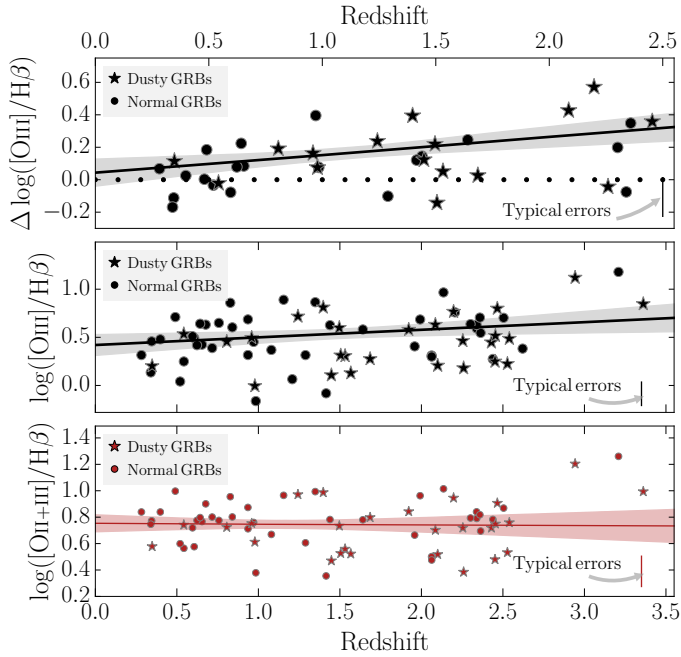 Redshift
0.0 0.5 1.0 1.5 2.0 2.5
Δ log([OIII]/Hβ)
0.6
0.4
0.2
0.0
−0.2
Dusty GRBs
Normal GRBs
Typical errors
log([OIII]/Hβ)
1.0
0.5
0.0
Dusty GRBs
Normal GRBs
Typical errors
log([OII+III]/Hβ)
1.4
1.2
1.0
0.8
0.6
0.4
0.2
Dusty GRBs
Normal GRBs
Typical errors
0.0 0.5 1.0 1.5 2.0 2.5 3.0 3.5
Redshift